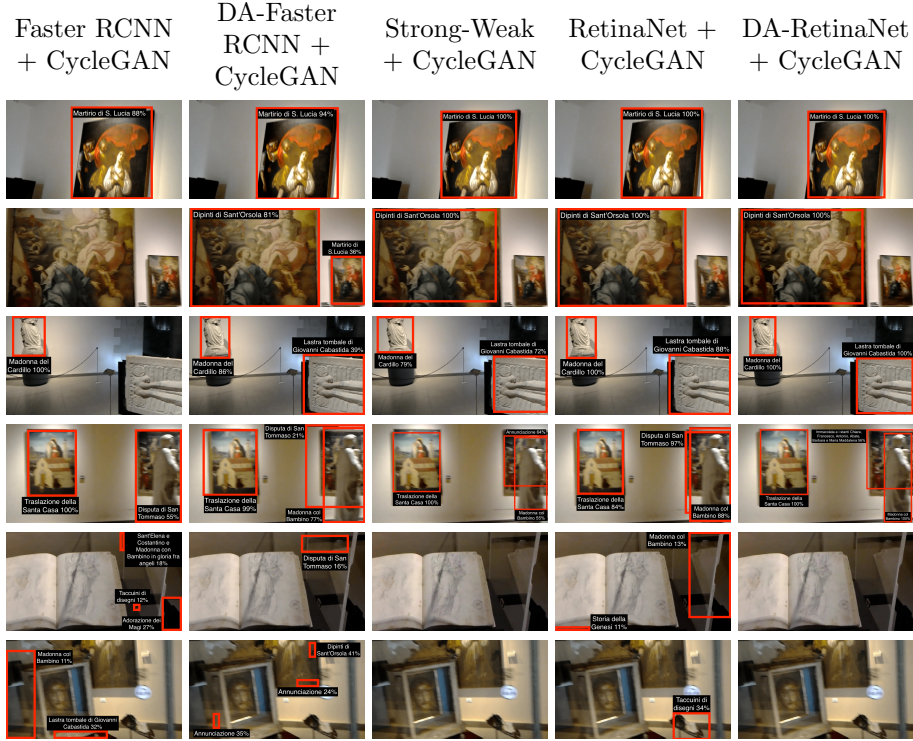 Faster RCNN
+ CycleGAN
DA-Faster
RCNN +
CycleGAN
Strong-Weak
+ CycleGAN
RetinaNet +
CycleGAN
DA-RetinaNet
+ CycleGAN
Martirio di S. Lucia 88%
Martirio di S. Lucia 94%
Martirio di S. Lucia 100%
Martirio di S. Lucia 100%
Martirio di S. Lucia 100%
Dipinti di Sant'Orsola 81%
Martirio di
S.Lucia 36%
Dipinti di Sant'Orsola 100%
Dipinti di Sant'Orsola 100%
Dipinti di Sant'Orsola 100%
Madonna del
Cardillo 100%
Lastra tombale di
Giovanni Cabastida 39%
Madonna del
Cardillo 86%
Lastra tombale di
Giovanni Cabastida 72%
Madonna del
Cardillo 79%
Lastra tombale di
Giovanni Cabastida 88%
Madonna del
Cardillo 100%
Lastra tombale di
Giovanni Cabastida 100%
Madonna del
Cardillo 100%
Traslazione della
Santa Casa 100%
Disputa di San
Tommaso 55%
Disputa di San
Tommaso 21%
Traslazione della
Santa Casa 99%
Madonna col
Bambino 77%
Annunciazione 64%
Traslazione della
Santa Casa 100%
Madonna col
Bambino 55%
Disputa di San
Tommaso 97%
Traslazione della
Santa Casa 84%
Madonna col
Bambino 88%
Immacolata e i santi Chiara,
Francesco, Antonio, Abate,
Barbara e Maria Maddalena
Traslazione della
Santa Casa 100%
Madonna col
Bambino 100%
Sant'Elena e
Costantino e
Madonna con
Bambino in gloria fra
angeli 18%
Taccuini di
disegni 12%
Adorazione dei
Magi 27%
Disputa di San
Tommaso 16%
Madonna col
Bambino 13%
Storia della
Genesi 11%
Madonna col
Bambino 11%
Lastra tombale di Giovanni
Cabastida 32%
Dipinti di
Sant'Orsola 41%
Annunciazione 24%
Annunciazione 35%
Taccuini di
disegni 34%